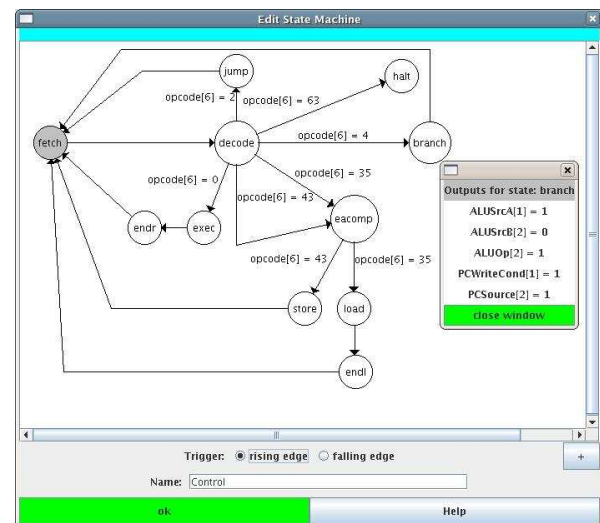 Edit State Machine
jump
halt
opcode[6] = 2
opcode[6] = 63
fetch
decode
opcode[6] = 4
branch
opcode[6] = 0
opcode[6] = 35
opcode[6] = 43
endr
exec
eacomp
opcode[6] = 43
opcode[6] = 35
store
load
endl
Outputs for state: branch
ALUSrcA[1] = 1
ALUSrcB[2] = 0
ALUOp[2] = 1
PCWriteCond[1] = 1
PCSource[2] = 1
close window
Trigger: rising edge falling edge
+
Name: Control
ok Help